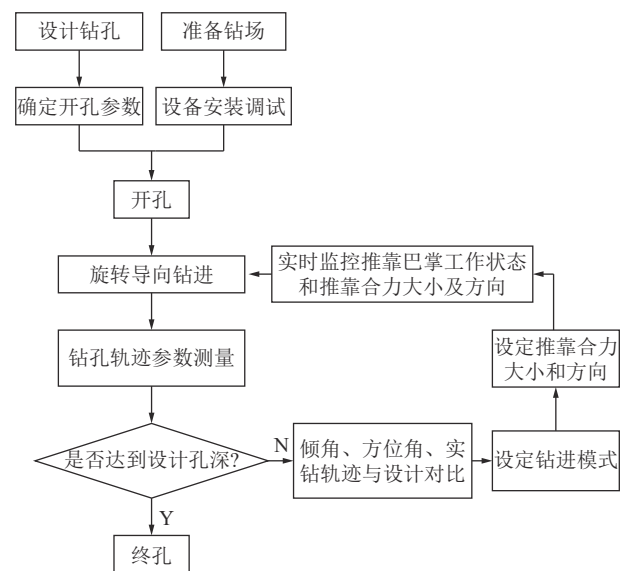 设计钻孔
准备钻场
确定开孔参数
设备安装调试
开孔
旋转导向钻进
实时监控推靠巴掌工作状态
和推靠合力大小及方向
钻孔轨迹参数测量
设定推靠合力
大小和方向
是否达到设计孔深?
N
倾角、方位角、实
钻轨迹与设计对比
设定钻进模式
Y
终孔